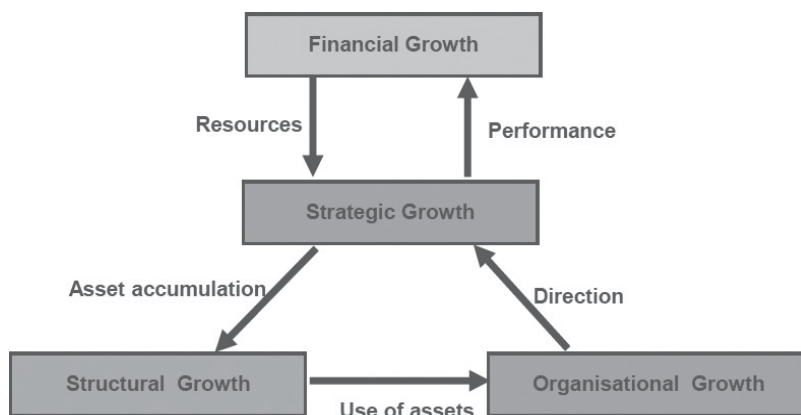 Financial Growth
Resources
Performance
Strategic Growth
Asset accumulation
Direction
Structural Growth
Organisational Growth
Use of assets